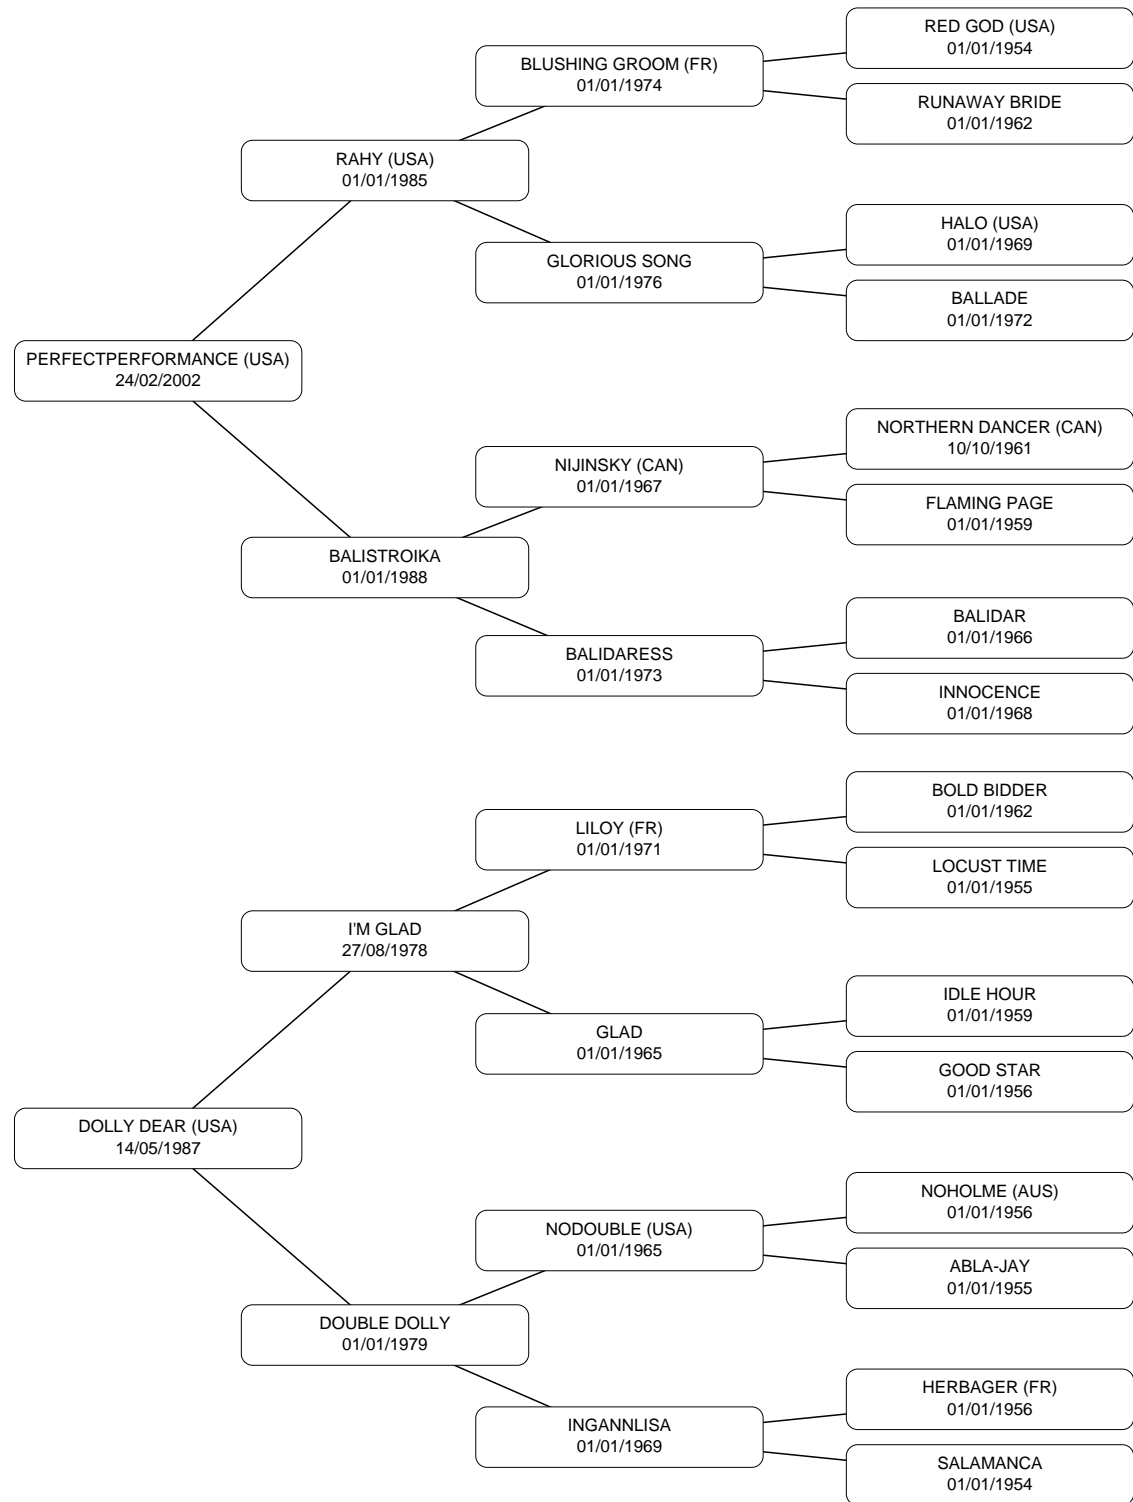 RED GOD (USA)
01/01/1954
BLUSHING GROOM (FR)
01/01/1974
RUNAWAY BRIDE
01/01/1962
RAHY (USA)
01/01/1985
HALO (USA)
01/01/1969
GLORIOUS SONG
01/01/1976
BALLADE
01/01/1972
PERFECTPERFORMANCE (USA)
24/02/2002
NORTHERN DANCER (CAN)
10/10/1961
NIJINSKY (CAN)
01/01/1967
FLAMING PAGE
01/01/1959
BALISTROIKA
01/01/1988
BALIDAR
01/01/1966
BALIDARESS
01/01/1973
INNOCENCE
01/01/1968
BOLD BIDDER
01/01/1962
LILOY (FR)
01/01/1971
LOCUST TIME
01/01/1955
I'M GLAD
27/08/1978
IDLE HOUR
01/01/1959
GLAD
01/01/1965
GOOD STAR
01/01/1956
DOLLY DEAR (USA)
14/05/1987
NOHOLME (AUS)
01/01/1956
NODOUBLE (USA)
01/01/1965
ABLA-JAY
01/01/1955
DOUBLE DOLLY
01/01/1979
HERBAGER (FR)
01/01/1956
INGANNLISA
01/01/1969
SALAMANCA
01/01/1954